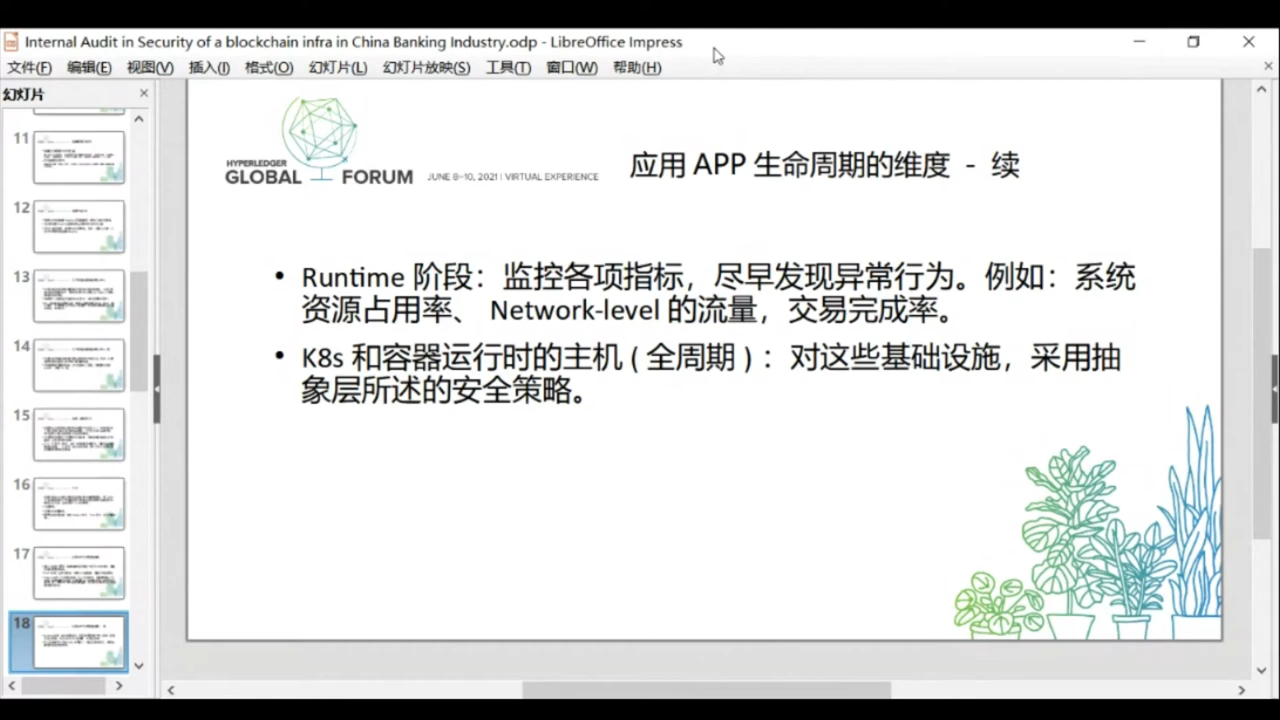 Internal Audit in Security of a blockchain infra in China Banking Industry.odp - LibreOffice Impress
文件(F) 编辑(E) 视图(V) 插入(I) 格式(O) 幻灯片(L) 幻灯片放映(S) 工具(T) 窗口(W) 帮助(H)
幻灯片
11
12
13
14
15
16
17
18
HYPERLEDGER
GLOBAL FORUM
JUNE 8-10, 2021 | VIRTUAL EXPERIENCE
应用 APP 生命周期的维度 - 续
• Runtime 阶段：监控各项指标，尽早发现异常行为。例如：系统
资源占用率、 Network-level 的流量，交易完成率。
• K8s 和容器运行时的主机 ( 全周期 ) ：对这些基础设施，采用抽
象层所述的安全策略。